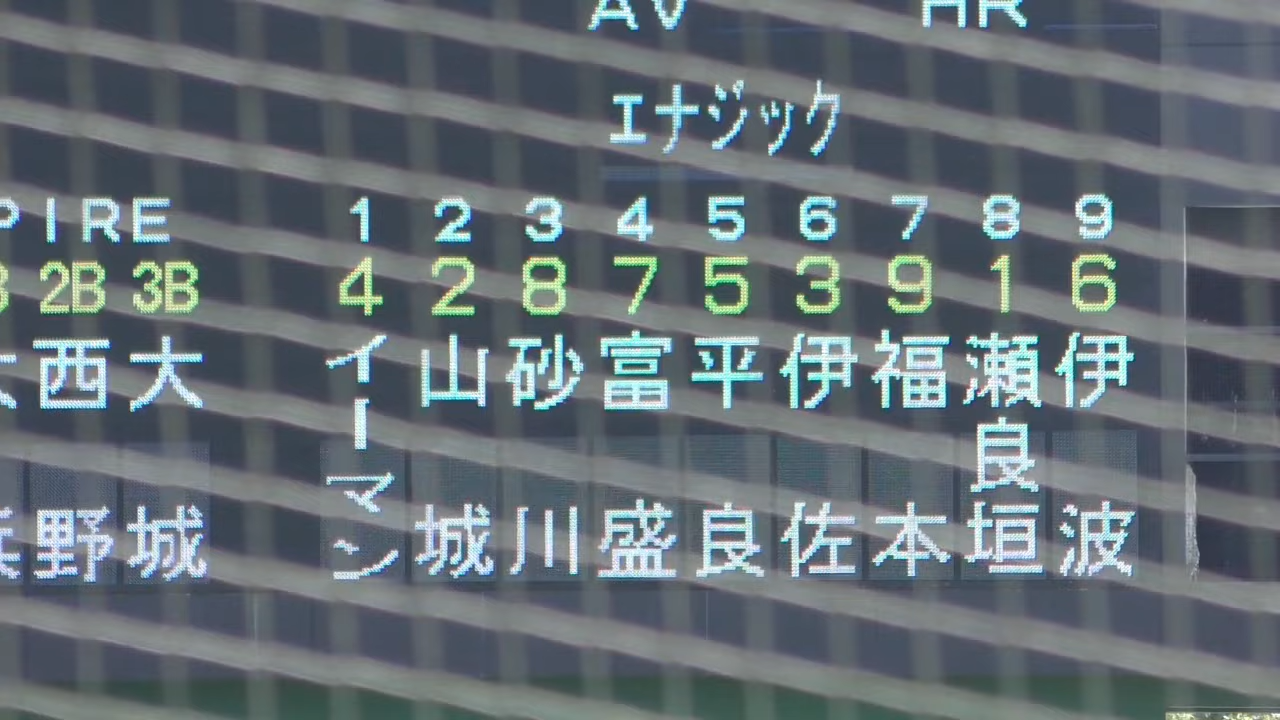 AV HR
エナジック
PIRE 1 2 3 4 5 6 7 8 9
2B 3B 4 2 8 7 5 3 9 1 6
西野
大城
イーマン
山城
砂川
富盛
平良
伊佐
福本
瀬良垣
伊波